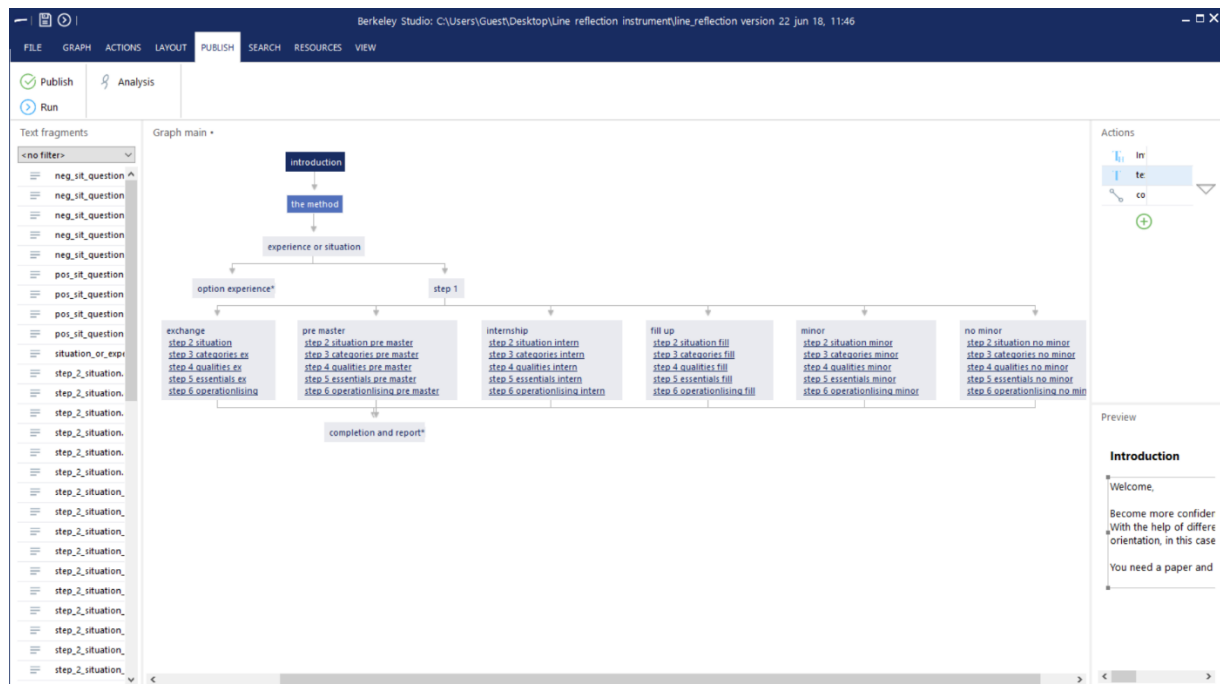 Berkeley Studio: C:\Users\Guest\Desktop\Line reflection instrument\line_reflection version 22 jun 18, 11:46
FILE GRAPH ACTIONS LAYOUT PUBLISH SEARCH RESOURCES VIEW
Publish Analysis
Run
Text fragments
<no filter>
neg_sit_question
neg_sit_question
neg_sit_question
neg_sit_question
neg_sit_question
pos_sit_question
pos_sit_question
pos_sit_question
pos_sit_question
situation_or_expe
step_2_situation.
step_2_situation.
step_2_situation.
step_2_situation.
step_2_situation.
step_2_situation.
step_2_situation_
step_2_situation_
step_2_situation_
step_2_situation_
step_2_situation_
step_2_situation_
step_2_situation_
step_2_situation_
step_2_situation_
step_2_situation_
Graph main •
introduction
the method
experience or situation
option experience* step 1
exchange
step 2 situation
step 3 categories ex
step 4 qualities ex
step 5 essentials ex
step 6 operationlising
pre master
step 2 situation pre master
step 3 categories pre master
step 4 qualities pre master
step 5 essentials pre master
step 6 operationlising pre master
internship
step 2 situation intern
step 3 categories intern
step 4 qualities intern
step 5 essentials intern
step 6 operationlising intern
fill up
step 2 situation fill
step 3 categories fill
step 4 qualities fill
step 5 essentials fill
step 6 operationlising fill
minor
step 2 situation minor
step 3 categories minor
step 4 qualities minor
step 5 essentials minor
step 6 operationlising minor
no minor
step 2 situation no minor
step 3 categories no minor
step 4 qualities no minor
step 5 essentials no minor
step 6 operationlising no min
completion and report*
Actions
In
te
co
Preview
Introduction
Welcome,
Become more confider
With the help of differe
orientation, in this case
You need a paper and